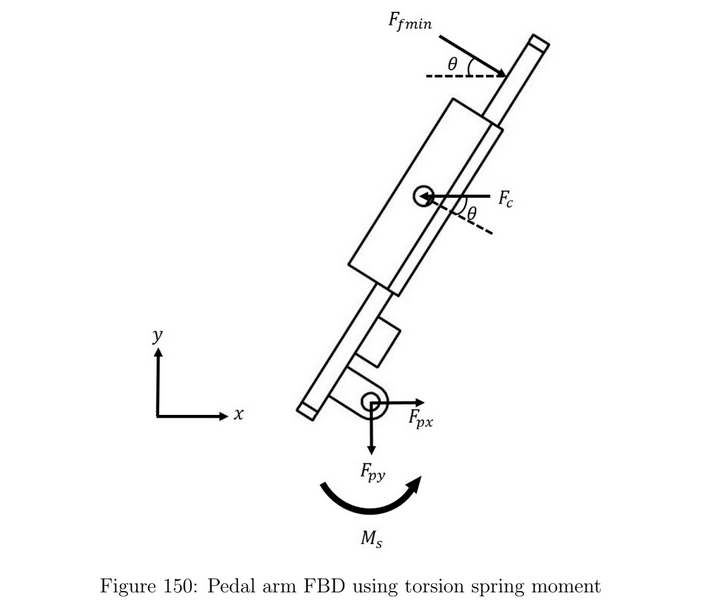 F_fmin
θ
F_c
θ
y
x
F_px
F_py
M_s
Figure 150: Pedal arm FBD using torsion spring moment